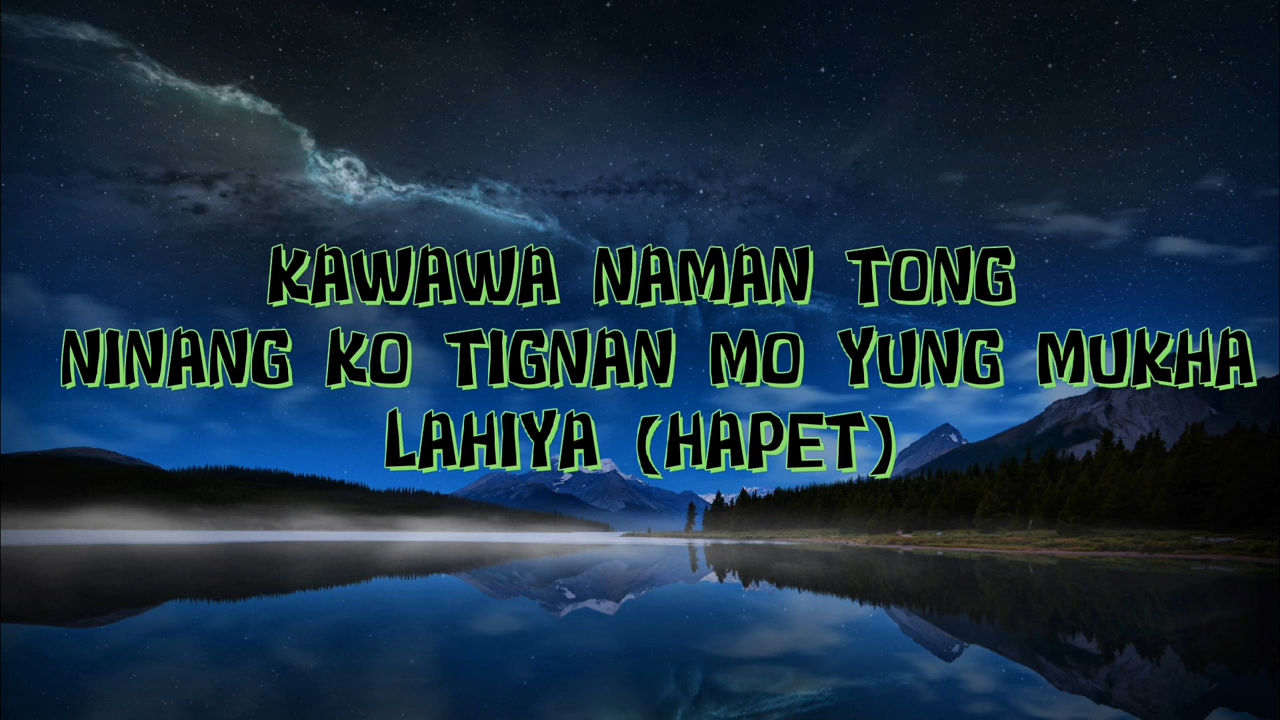 KAWAWA NAMAN TONG
NINANG KO TIGNAN MO YUNG MUKHA
LAHIYA (HAPET)